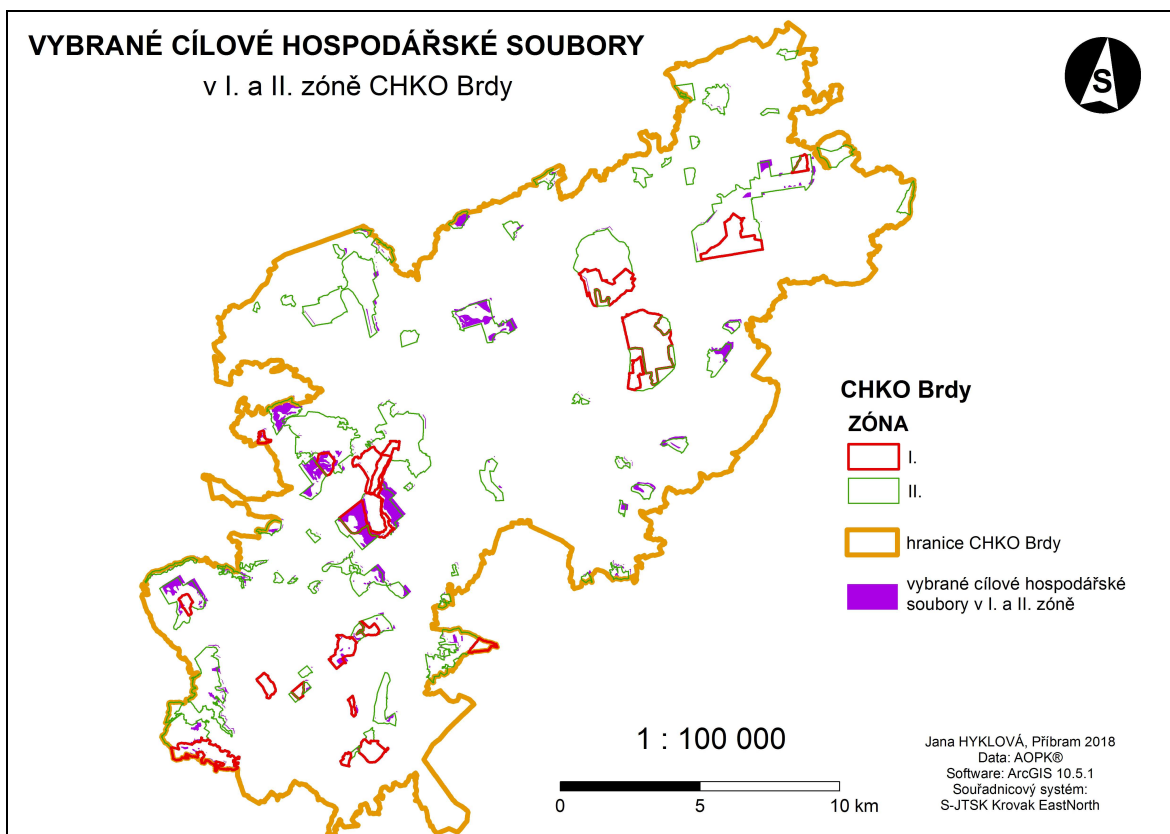 VYBRANÉ CÍLOVÉ HOSPODÁŘSKÉ SOUBORY
v I. a II. zóně CHKO Brdy
S
CHKO Brdy
ZÓNA
I.
II.
hranice CHKO Brdy
vybrané cílové hospodářské
soubory v I. a II. zóně
1 : 100 000
0 5 10 km
Jana HYKLOVÁ, Příbram 2018
Data: AOPK®
Software: ArcGIS 10.5.1
Souřadnicový systém:
S-JTSK Krovak EastNorth